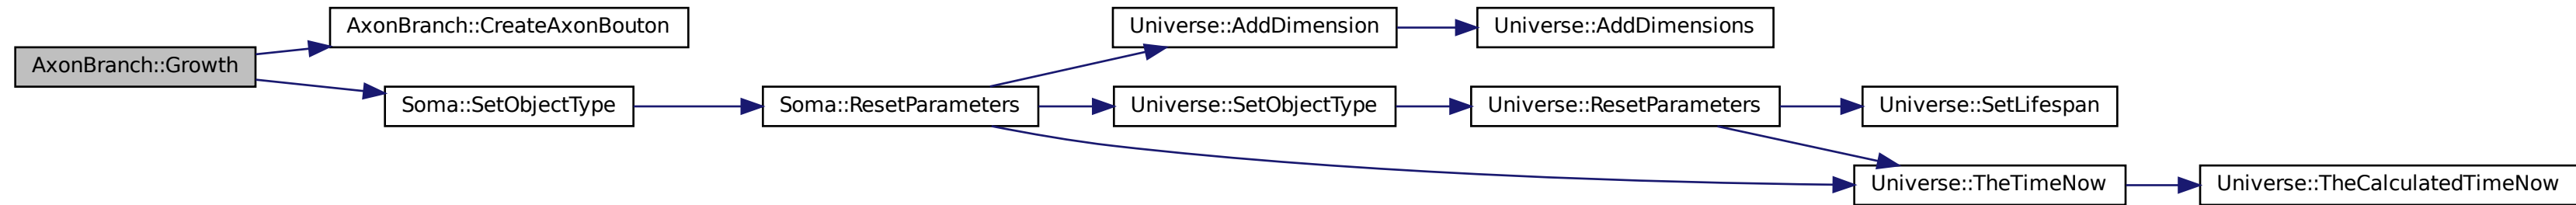 AxonBranch::Growth
AxonBranch::CreateAxonBouton
Soma::SetObjectType
Soma::ResetParameters
Universe::AddDimension
Universe::AddDimensions
Universe::SetObjectType
Universe::ResetParameters
Universe::SetLifespan
Universe::TheTimeNow
Universe::TheCalculatedTimeNow